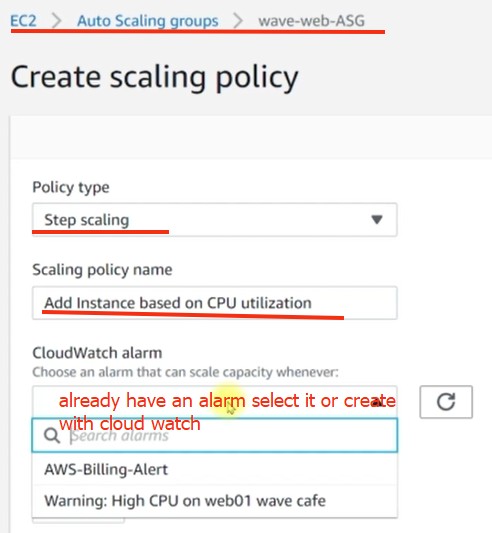 EC2 > Auto Scaling groups > wave-web-ASG
Create scaling policy
Policy type
Step scaling
Scaling policy name
Add Instance based on CPU utilization
CloudWatch alarm
Choose an alarm that can scale capacity whenever:
already have an alarm select it or create
with cloud watch
Search alarms
AWS-Billing-Alert
Warning: High CPU on web01 wave cafe